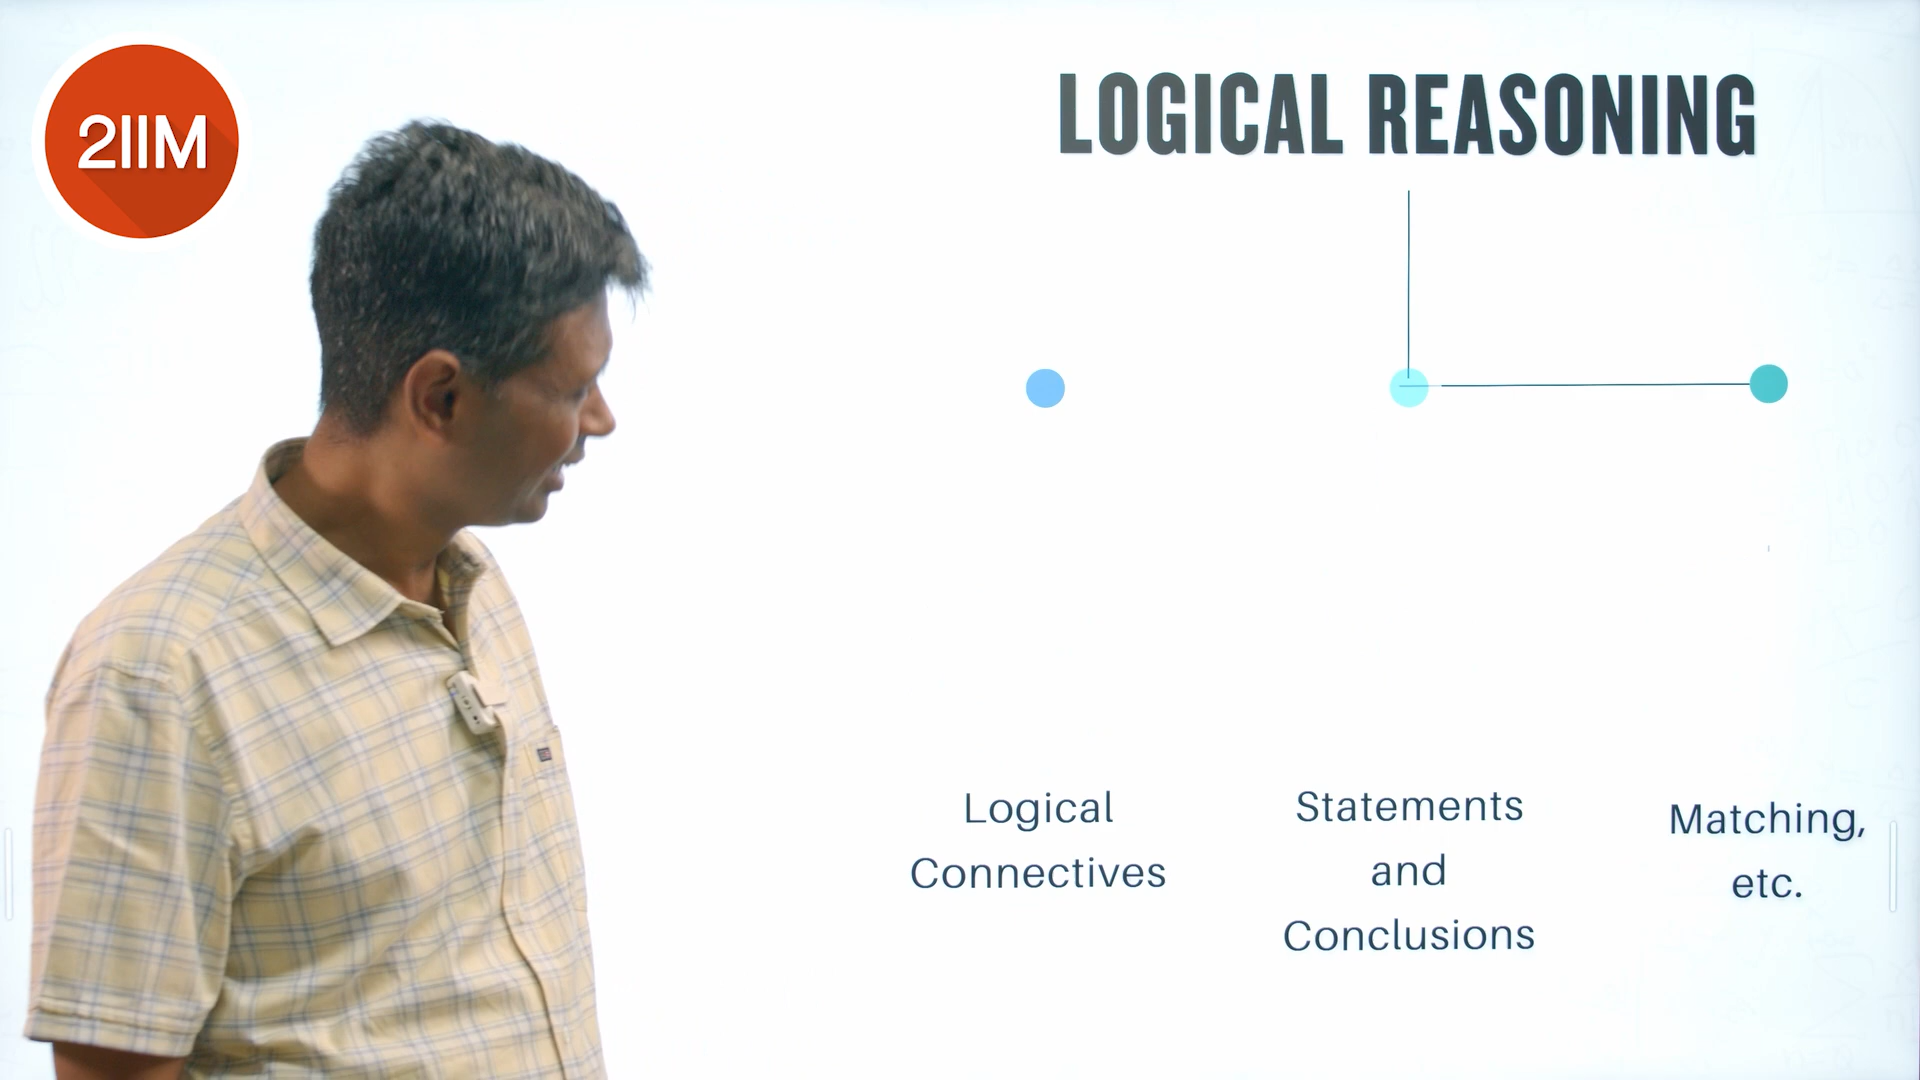 2IIM
LOGICAL REASONING
Logical
Connectives
Statements
and
Conclusions
Matching,
etc.